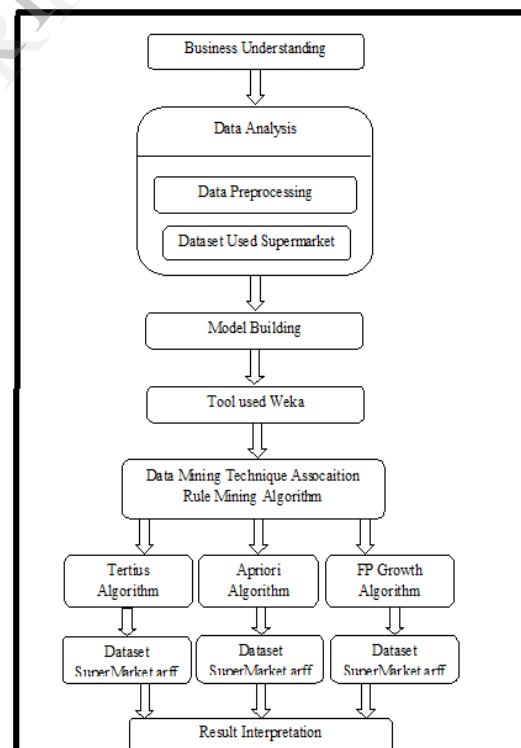 Business Understanding
Data Analysis
Data Preprocessing
Dataset Used Supermarket
Model Building
Tool used Weka
Data Mining Technique Assocaition
Rule Mining Algorithm
Tertius
Algorithm
Apriori
Algorithm
FP Growth
Algorithm
Dataset
SuperMarket arff
Dataset
SuperMarket arff
Dataset
SuperMarket arff
Result Interpretation